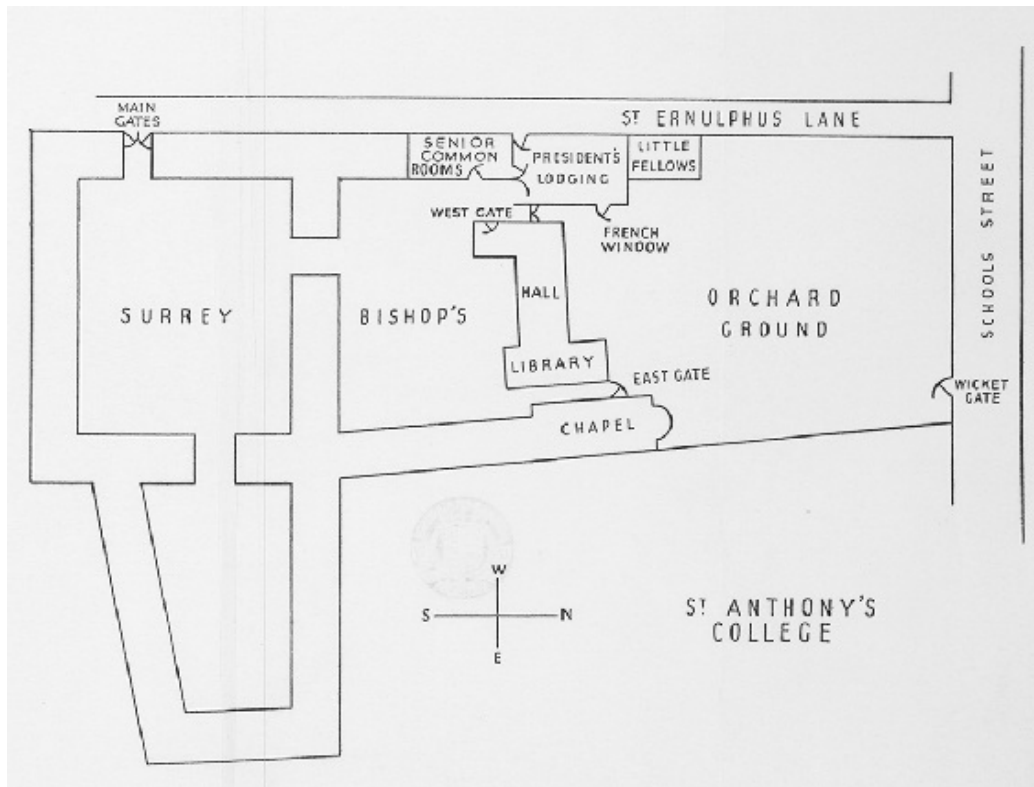 MAIN
GATES
ST ERNULPHUS LANE
SENIOR
COMMON
ROOMS
PRESIDENT'S
LODGING
LITTLE
FELLOWS
SCHOOLS STREET
WEST GATE
FRENCH
WINDOW
SURREY
BISHOP'S
HALL
ORCHARD
GROUND
LIBRARY
EAST GATE
WICKET
GATE
CHAPEL
W
S
N
E
ST ANTHONY'S
COLLEGE